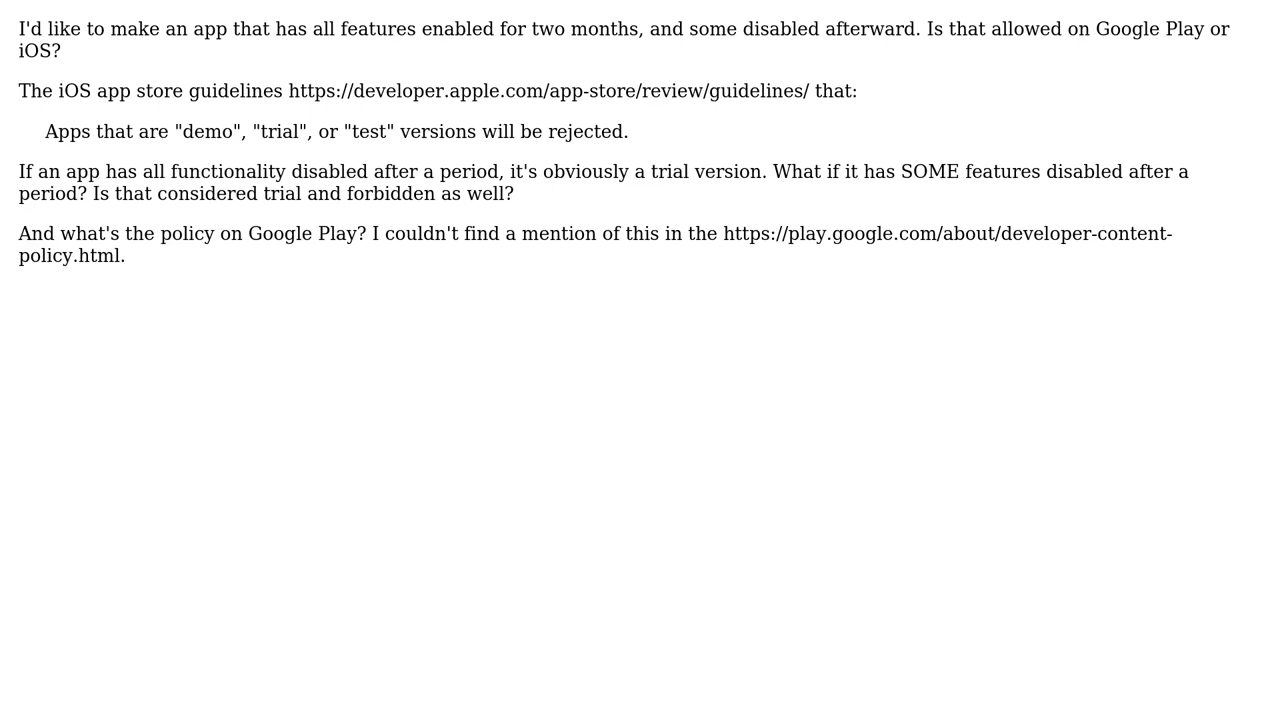 I'd like to make an app that has all features enabled for two months, and some disabled afterward. Is that allowed on Google Play or
iOS?
The iOS app store guidelines https://developer.apple.com/app-store/review/guidelines/ that:
Apps that are "demo", "trial", or "test" versions will be rejected.
If an app has all functionality disabled after a period, it's obviously a trial version. What if it has SOME features disabled after a
period? Is that considered trial and forbidden as well?
And what's the policy on Google Play? I couldn't find a mention of this in the https://play.google.com/about/developer-content-
policy.html.